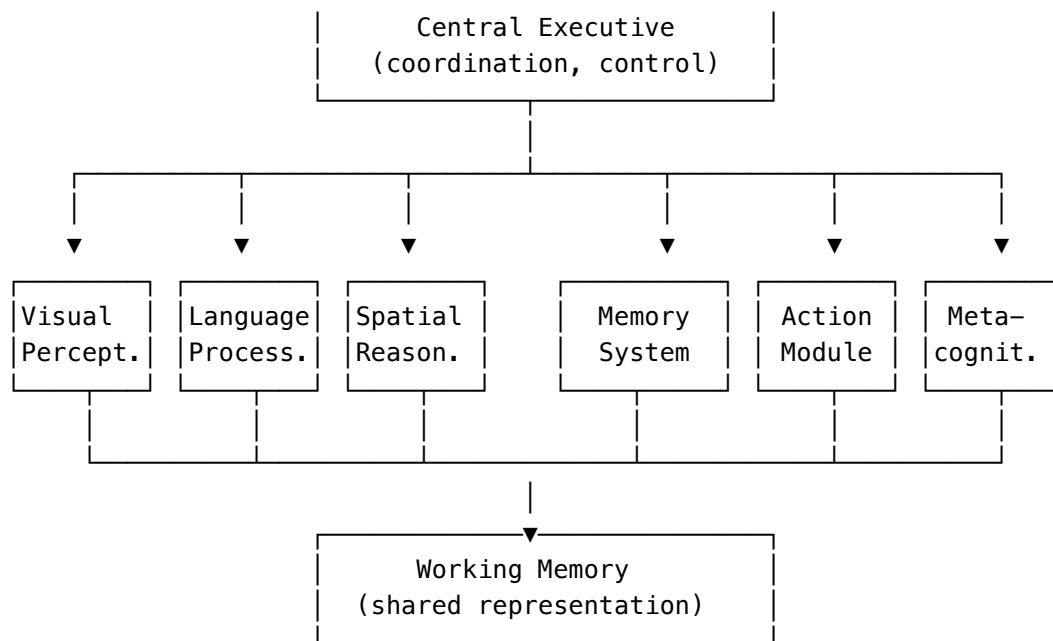 Central Executive
(coordination, control)
Visual Percept.
Language Process.
Spatial Reason.
Memory System
Action Module
Meta-cognit.
Working Memory
(shared representation)